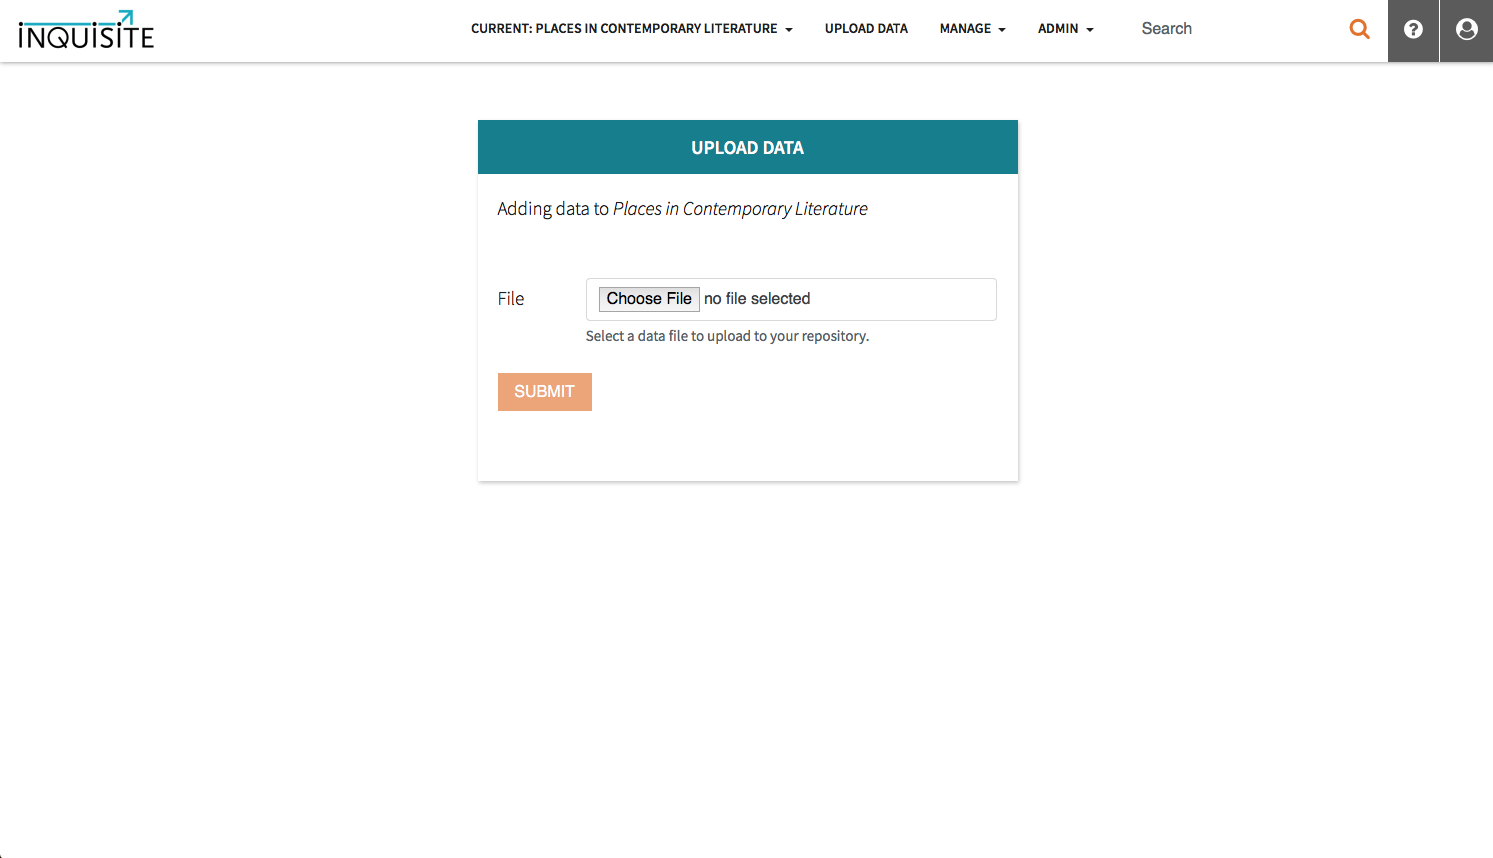 INQUISITE
CURRENT: PLACES IN CONTEMPORARY LITERATURE
UPLOAD DATA
MANAGE
ADMIN
Search
?
UPLOAD DATA
Adding data to Places in Contemporary Literature
File
Choose File no file selected
Select a data file to upload to your repository.
SUBMIT